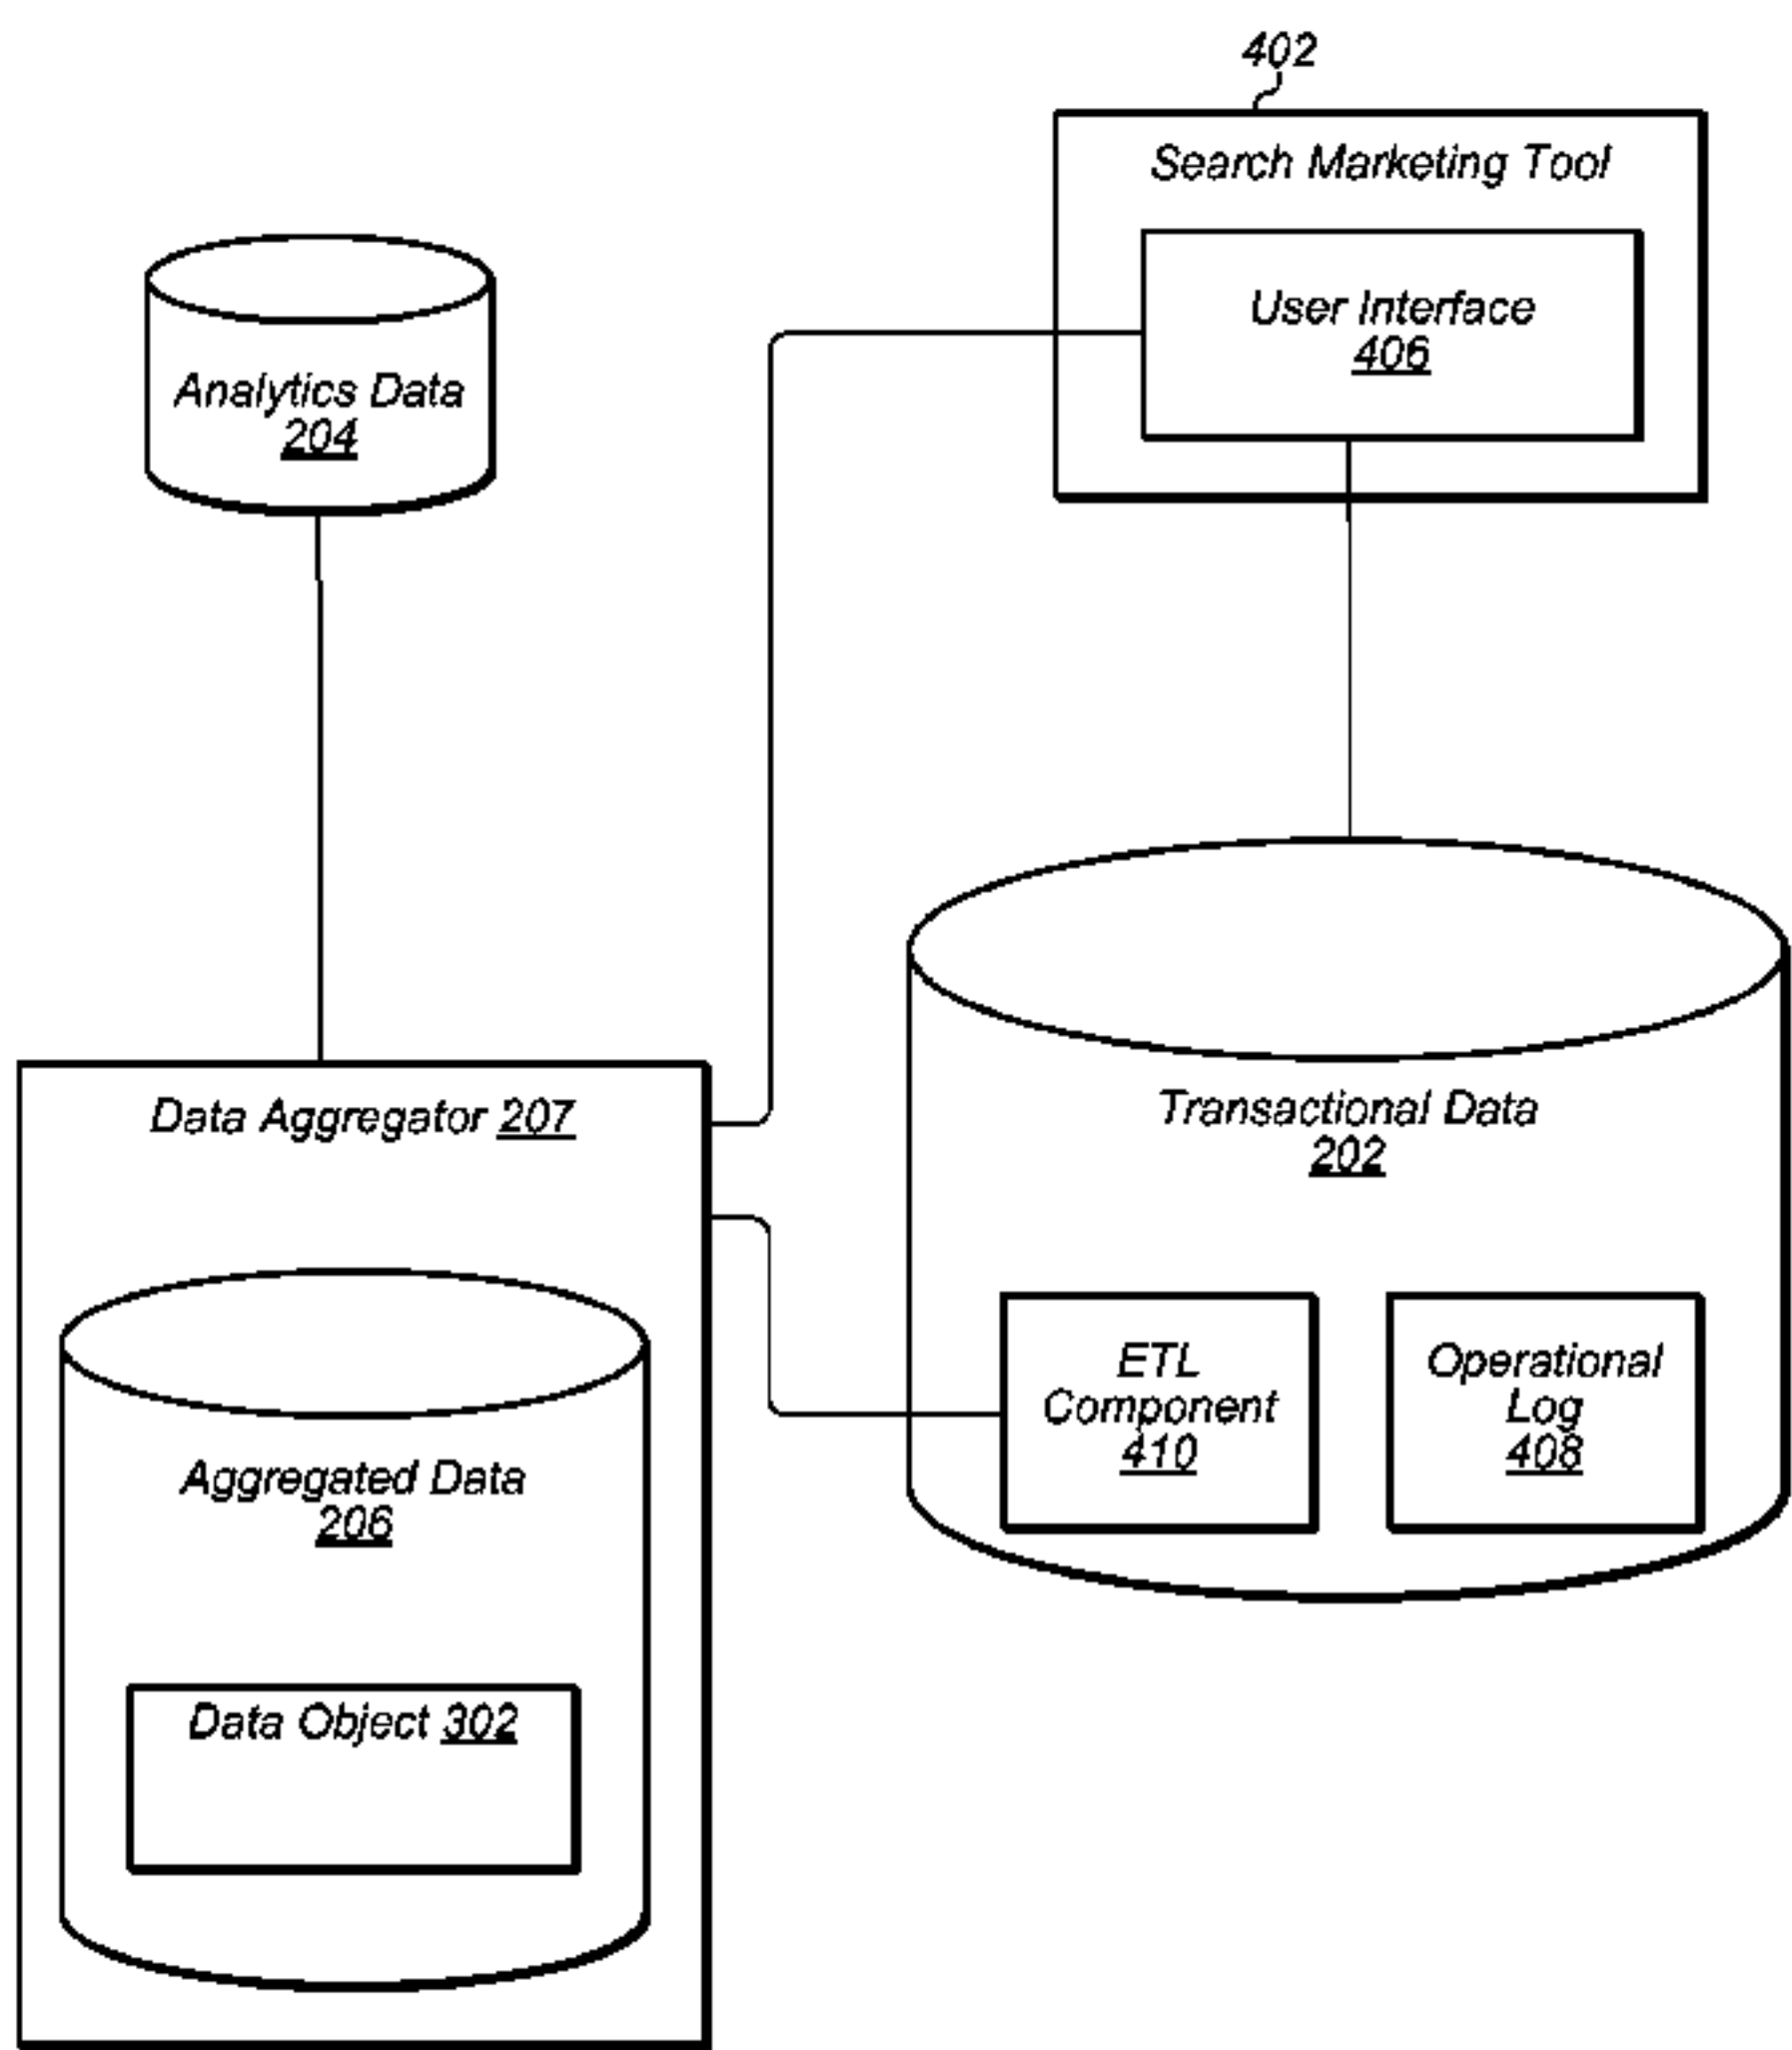 402
Search Marketing Tool
User Interface
406
Analytics Data
204
Data Aggregator 207
Transactional Data
202
ETL
Component
410
Operational
Log
408
Aggregated Data
206
Data Object 302